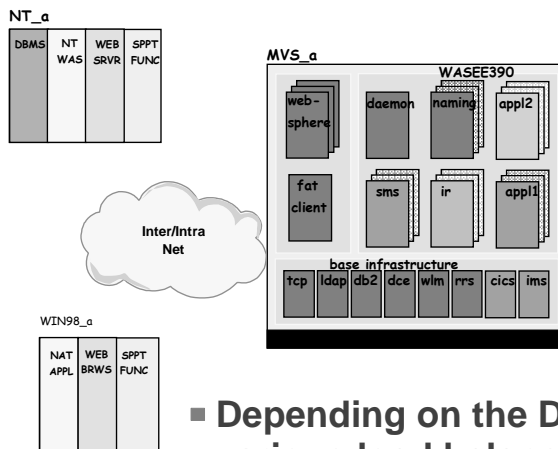 NT_a
DBMS NT WAS WEB SRVR SPPT FUNC
MVS_a
WASEE390
web-sphere daemon naming appl2
fat client sms ir appl1
Inter/Intra Net
base infrastructure
tcp ldap db2 dce wlm rrs cics ims
WIN98_a
NAT APPL WEB BRWS SPPT FUNC
Depending on the D